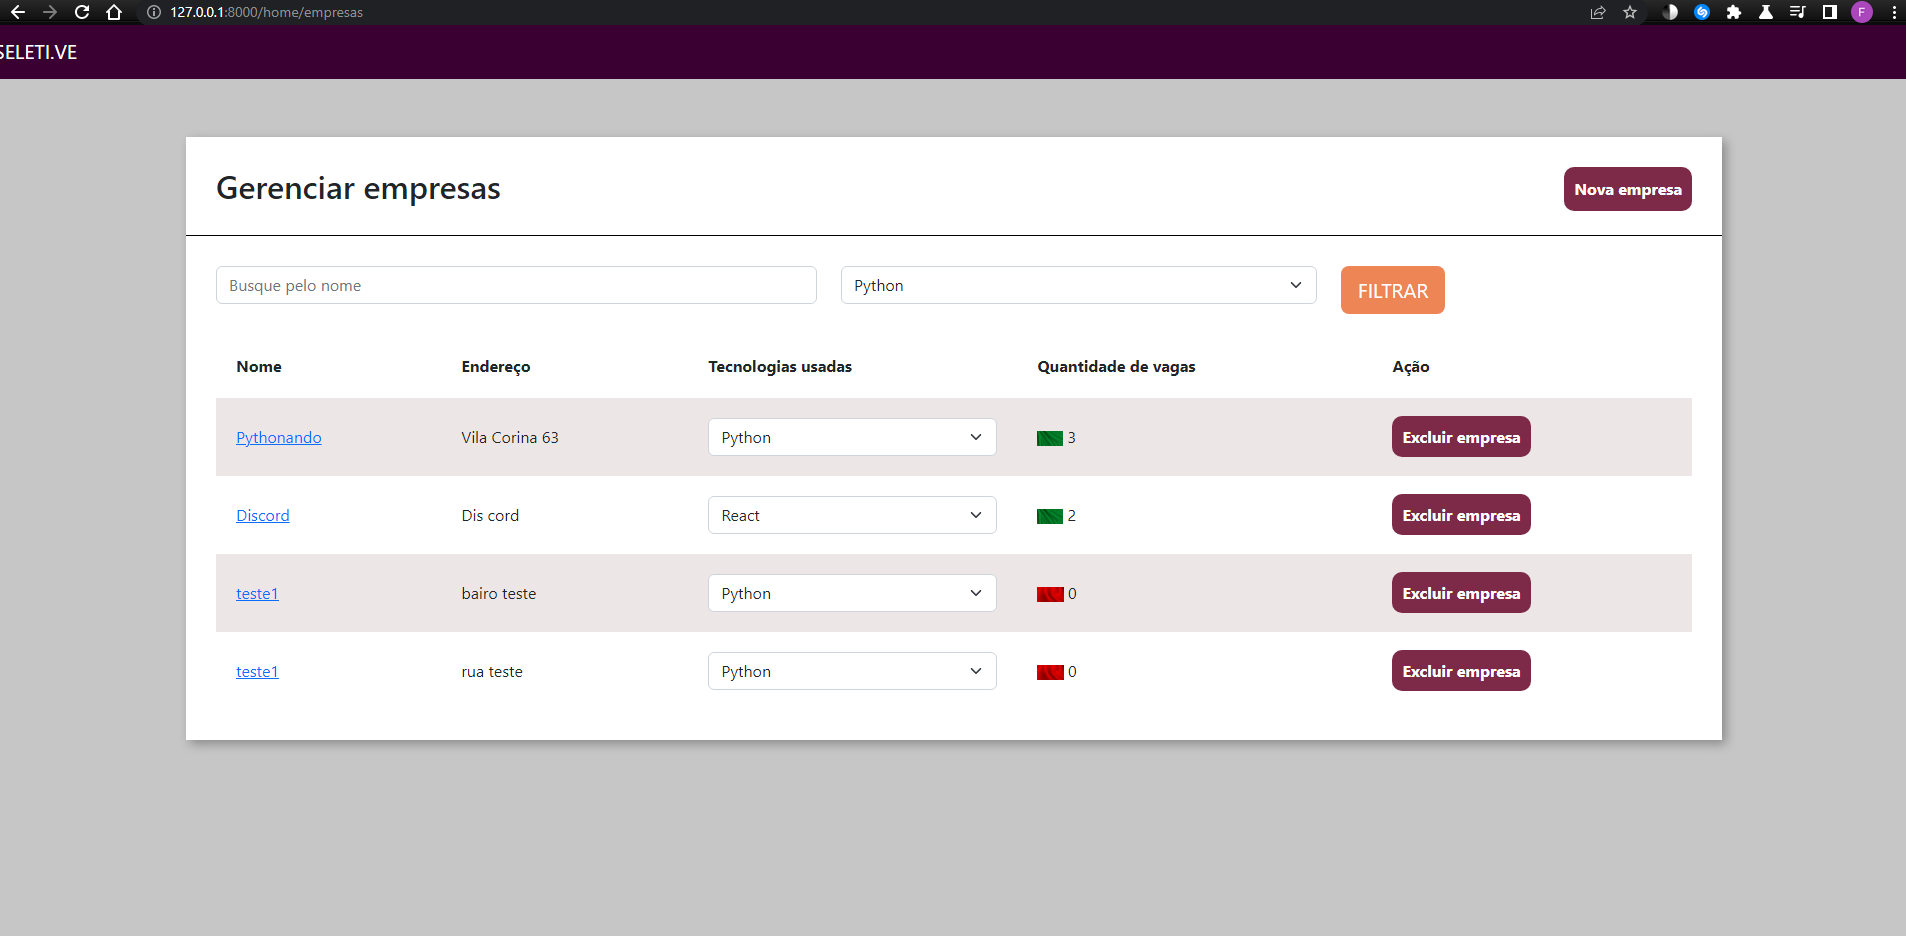 127.0.0.1:8000/home/empresas
F
SELETI.VE
Gerenciar empresas
Nova empresa
Busque pelo nome
Python
FILTRAR
Nome Endereço Tecnologias usadas Quantidade de vagas Ação
Pythonando Vila Corina 63 Python 3 Excluir empresa
Discord Dis cord React 2 Excluir empresa
teste1 bairo teste Python 0 Excluir empresa
teste1 rua teste Python 0 Excluir empresa